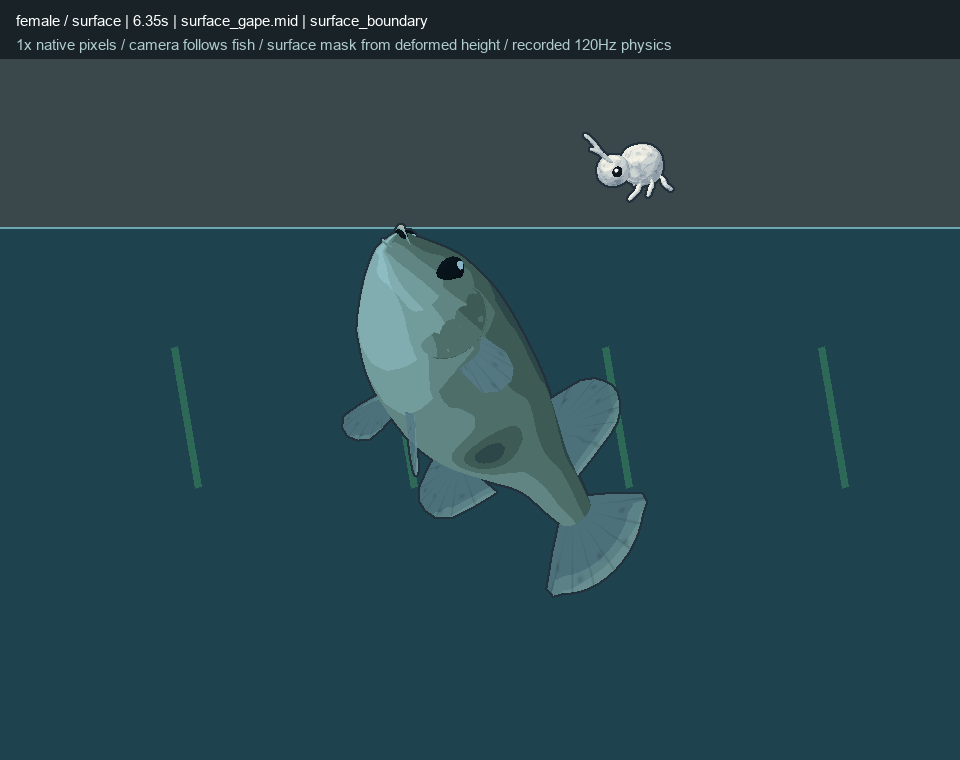 female / surface | 6.35s | surface_gape.mid | surface_boundary
1x native pixels / camera follows fish / surface mask from deformed height / recorded 120Hz physics